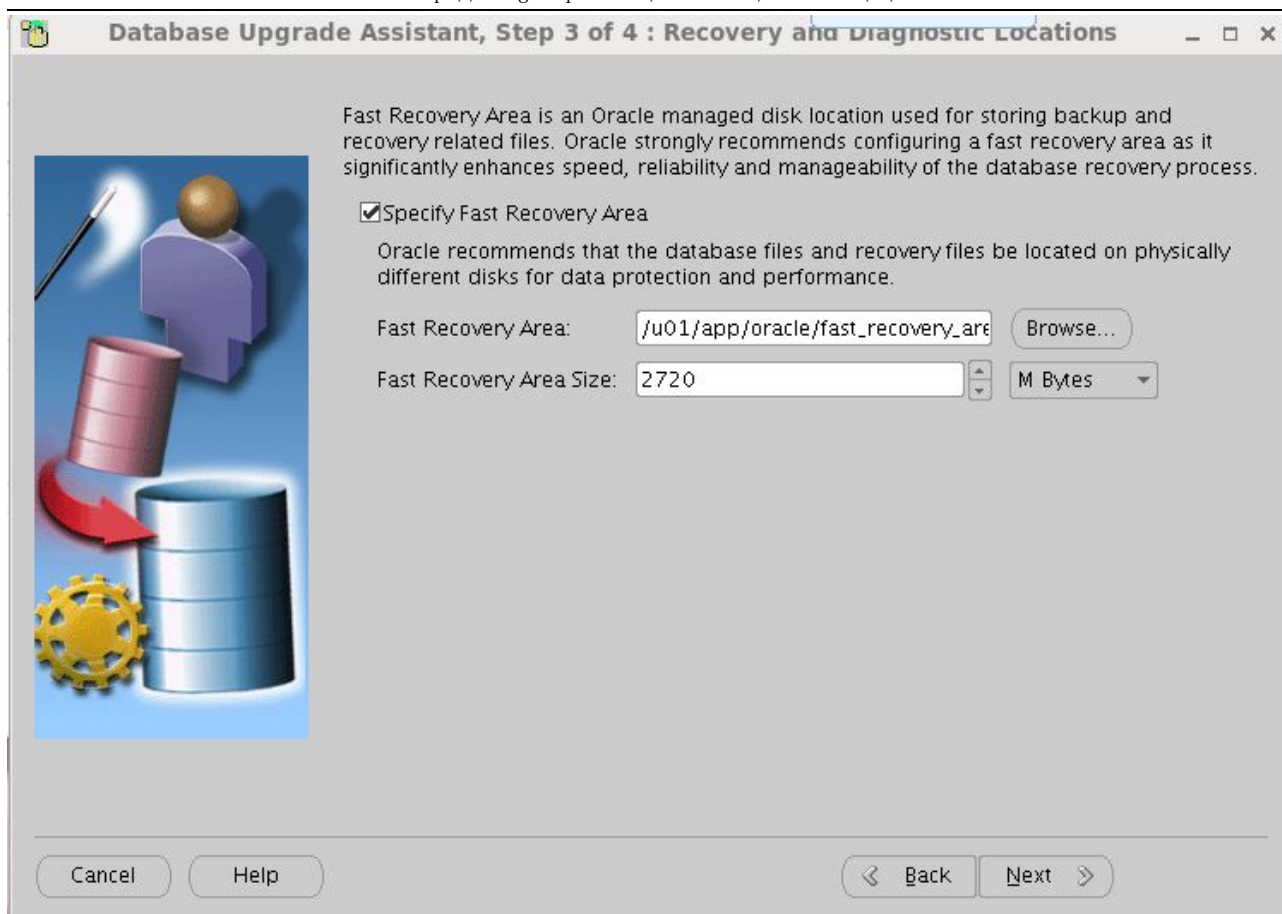 Database Upgrade Assistant, Step 3 of 4 : Recovery and Diagnostic Locations
Fast Recovery Area is an Oracle managed disk location used for storing backup and
recovery related files. Oracle strongly recommends configuring a fast recovery area as it
significantly enhances speed, reliability and manageability of the database recovery process.
Specify Fast Recovery Area
Oracle recommends that the database files and recovery files be located on physically
different disks for data protection and performance.
Fast Recovery Area: /u01/app/oracle/fast_recovery_are Browse...
Fast Recovery Area Size: 2720 M Bytes
Cancel Help Back Next